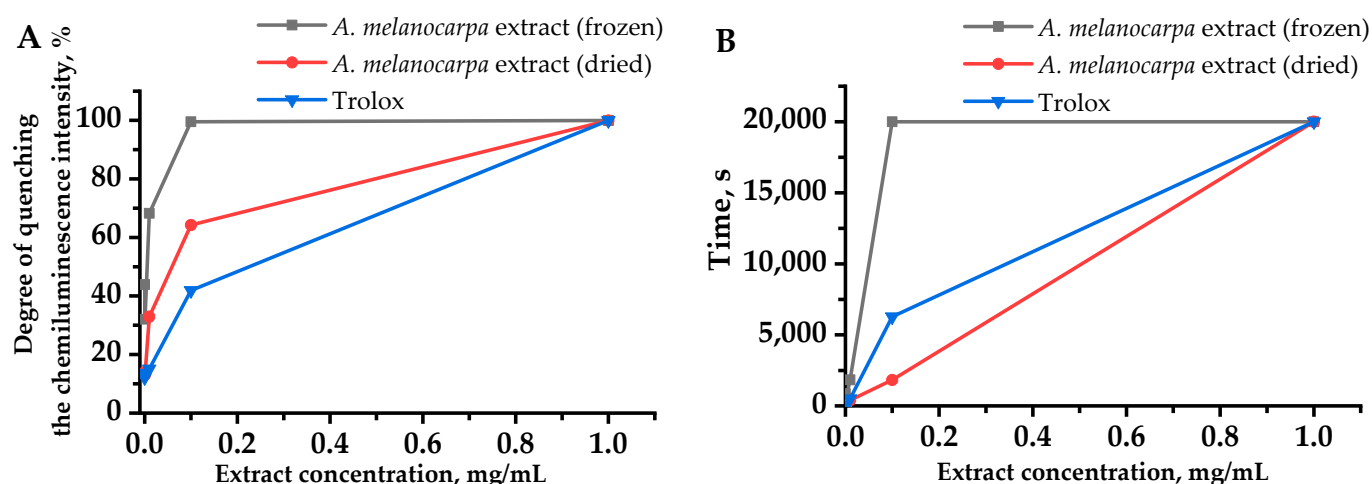 A
A. melanocarpa extract (frozen)
A. melanocarpa extract (dried)
Trolox
Degree of quenching
the chemiluminescence intensity, %
100
80
60
40
20
0
0.0 0.2 0.4 0.6 0.8 1.0
Extract concentration, mg/mL
B
A. melanocarpa extract (frozen)
A. melanocarpa extract (dried)
Trolox
Time, s
20,000
15,000
10,000
5,000
0
0.0 0.2 0.4 0.6 0.8 1.0
Extract concentration, mg/mL